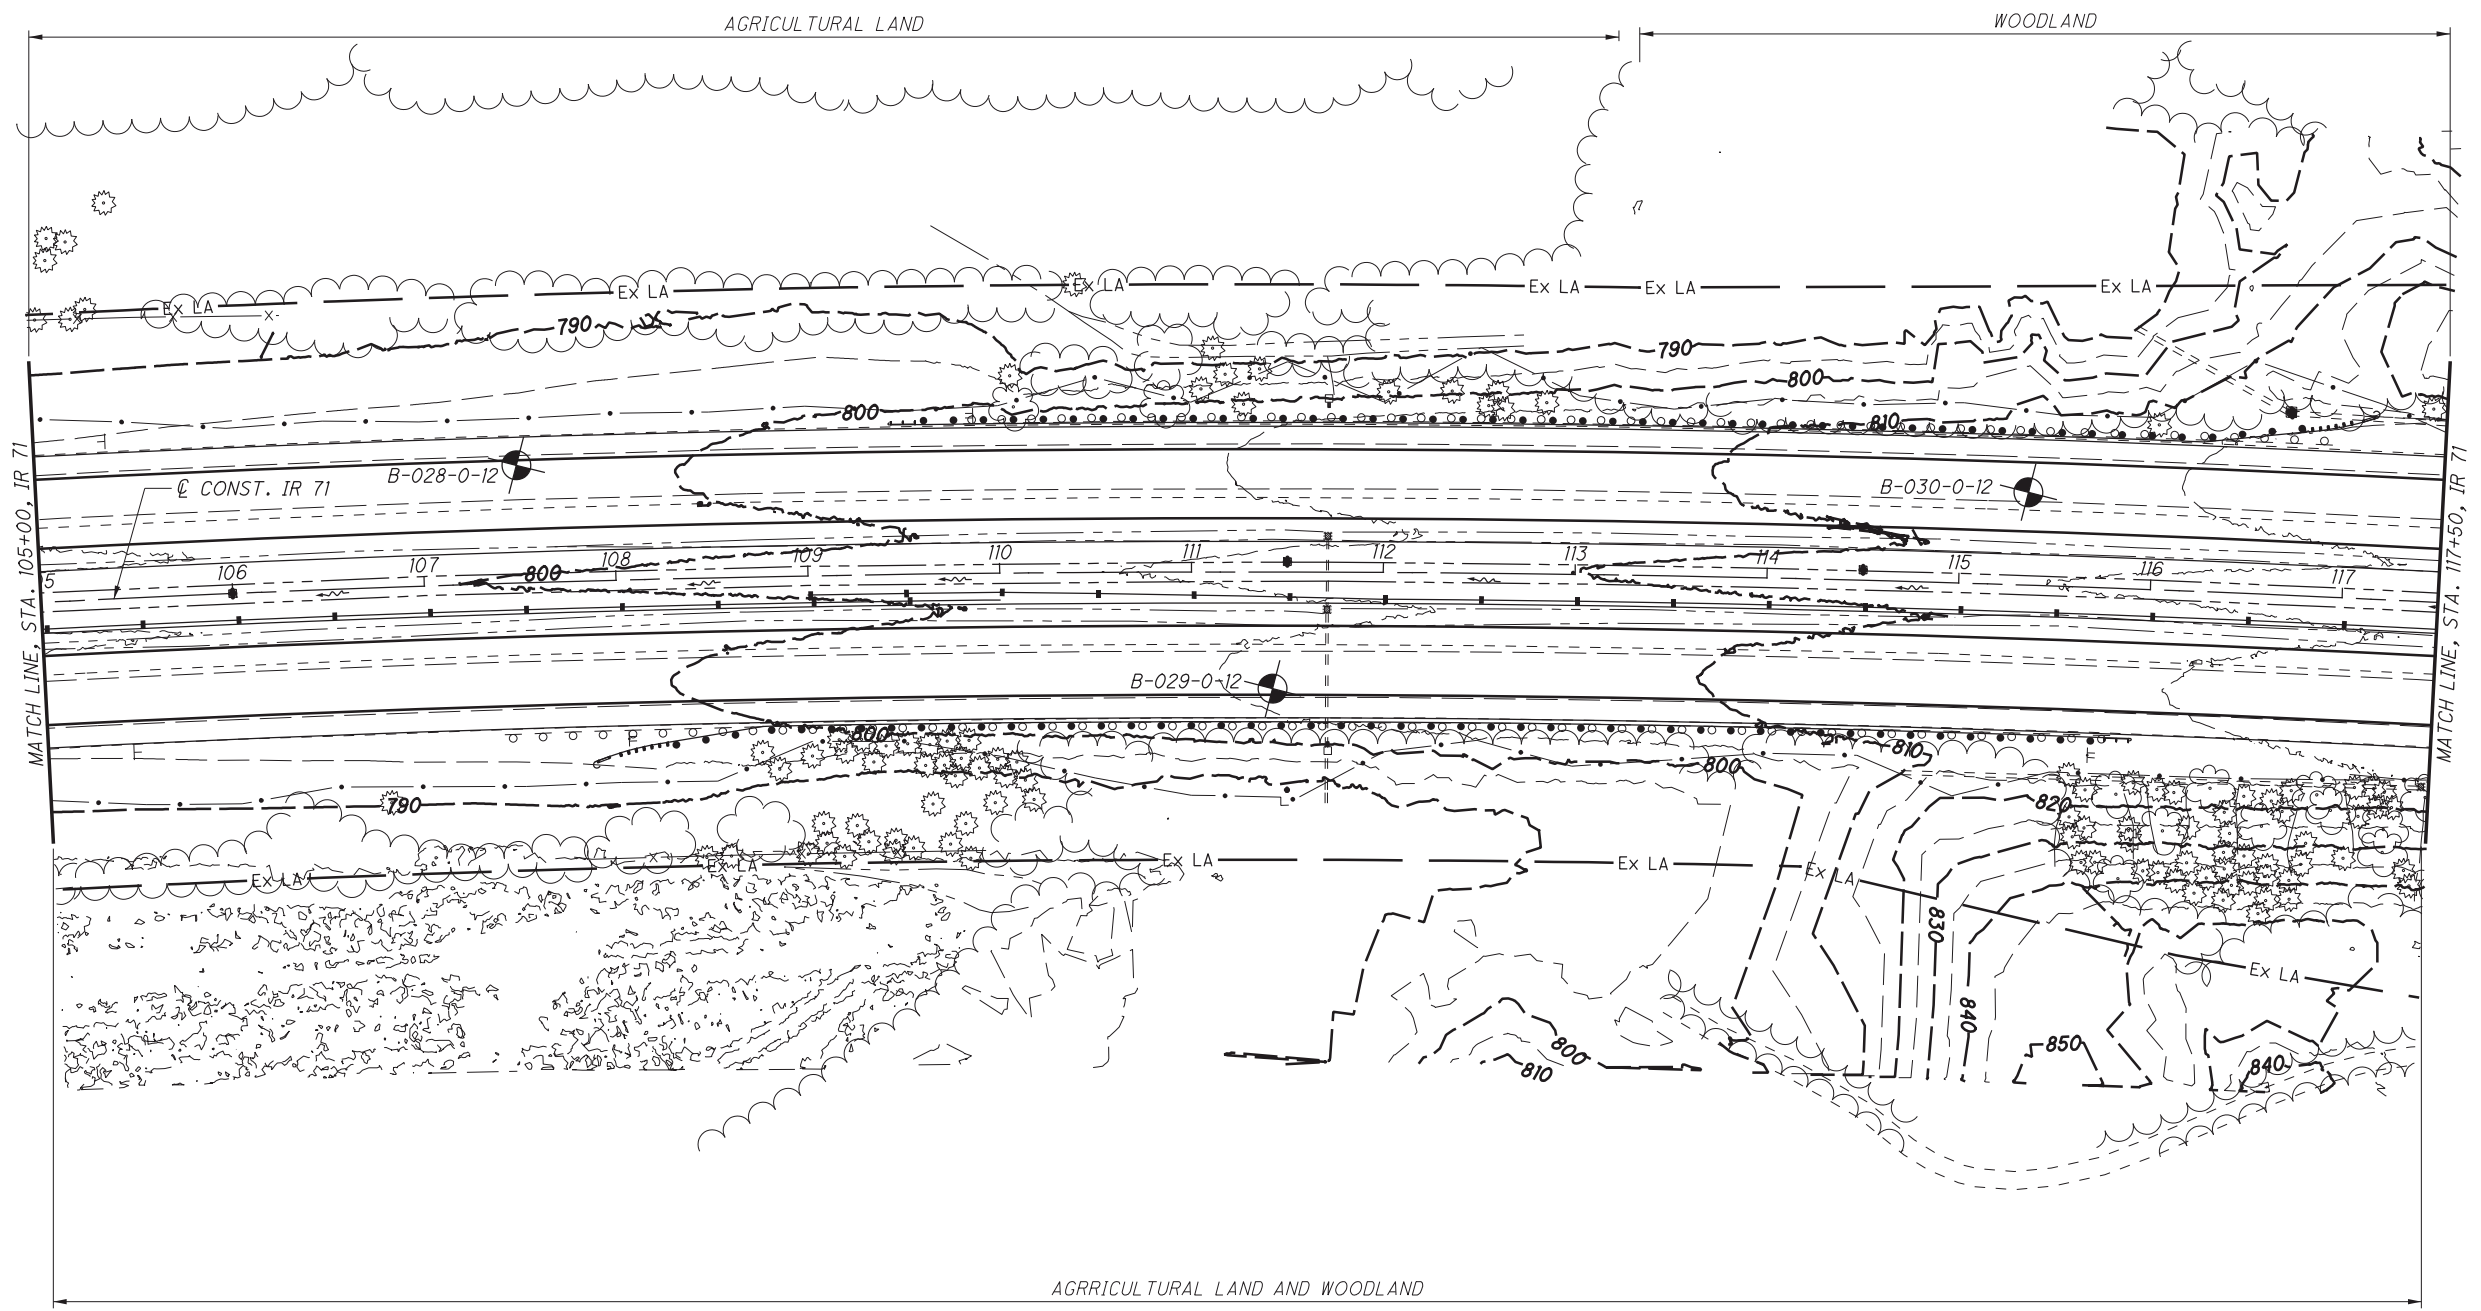 AGRICULTURAL LAND
WOODLAND
Ex LA
Ex LA
Ex LA
Ex LA
Ex LA
Ex LA
790
790
800
800
810
MATCH LINE, STA. 105+00, IR 71
MATCH LINE, STA. 117+50, IR 71
B-028-0-12
℄ CONST. IR 71
B-030-0-12
5
106
107
108
109
110
111
112
113
114
115
116
117
800
B-029-0-12
800
810
800
790
820
Ex LA
Ex LA
Ex LA
Ex LA
Ex LA
830
Ex LA
840
800
850
810
840
AGRRICULTURAL LAND AND WOODLAND